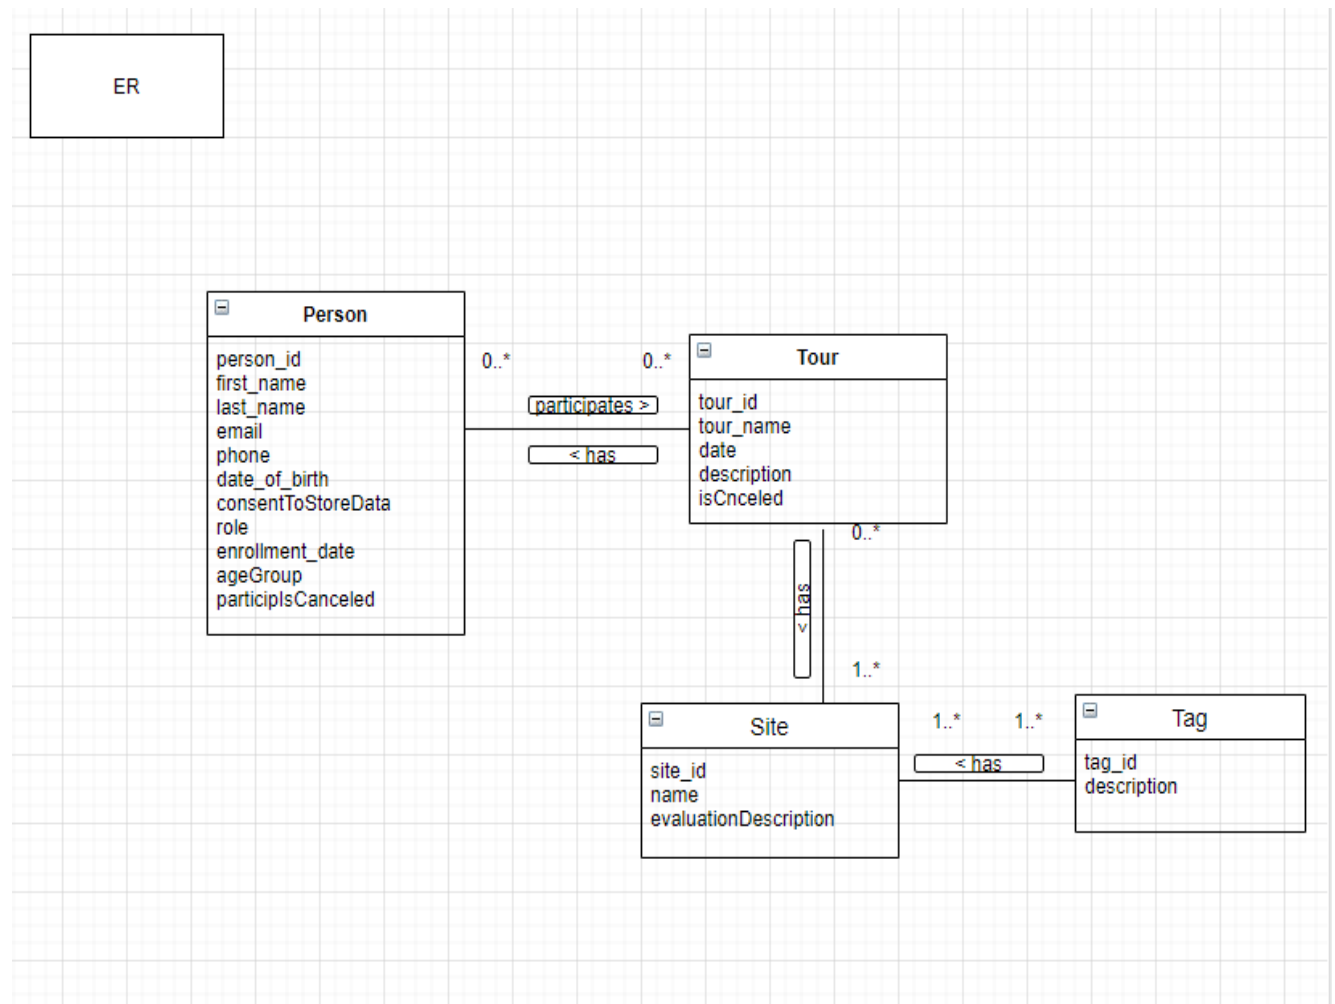 ER
Person
person_id
first_name
last_name
email
phone
date_of_birth
consentToStoreData
role
enrollment_date
ageGroup
participIsCanceled
0..*
0..*
participates >
< has
Tour
tour_id
tour_name
date
description
isCnceled
0..*
< has
1..*
Site
site_id
name
evaluationDescription
1..*
1..*
< has
Tag
tag_id
description